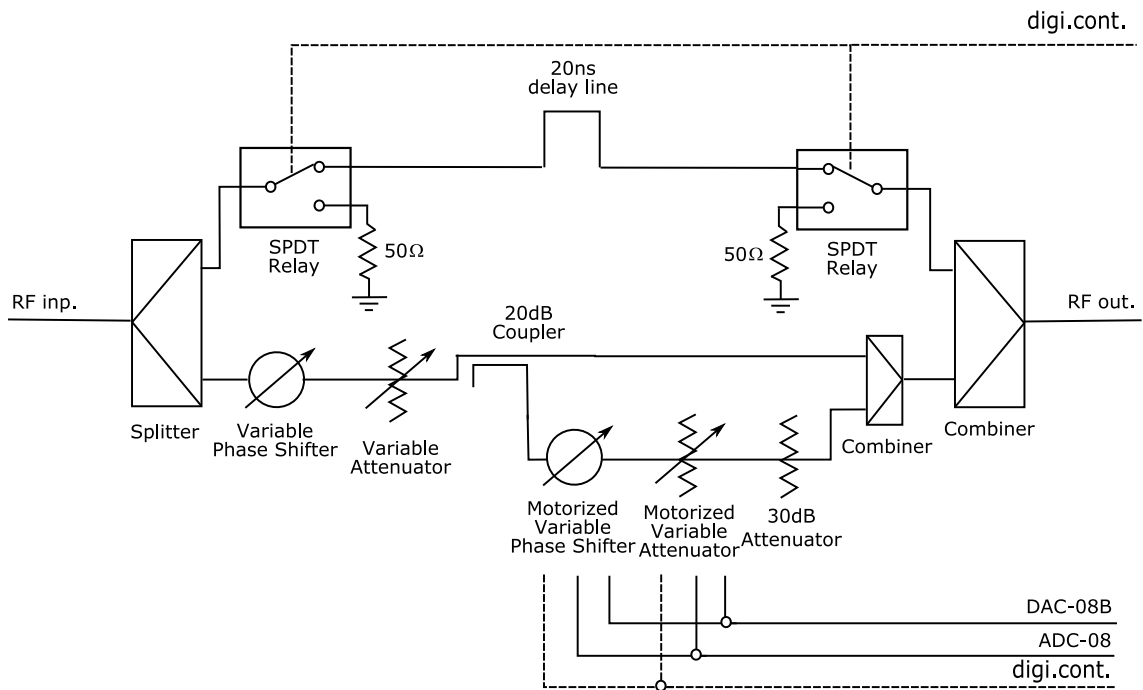 digi.cont.
20ns
delay line
SPDT
Relay
50Ω
50Ω
SPDT
Relay
RF inp.
RF out.
20dB
Coupler
Splitter
Variable
Phase Shifter
Variable
Attenuator
Combiner
Combiner
Motorized
Variable
Phase Shifter
Motorized
Variable
Attenuator
30dB
Attenuator
DAC-08B
ADC-08
digi.cont.